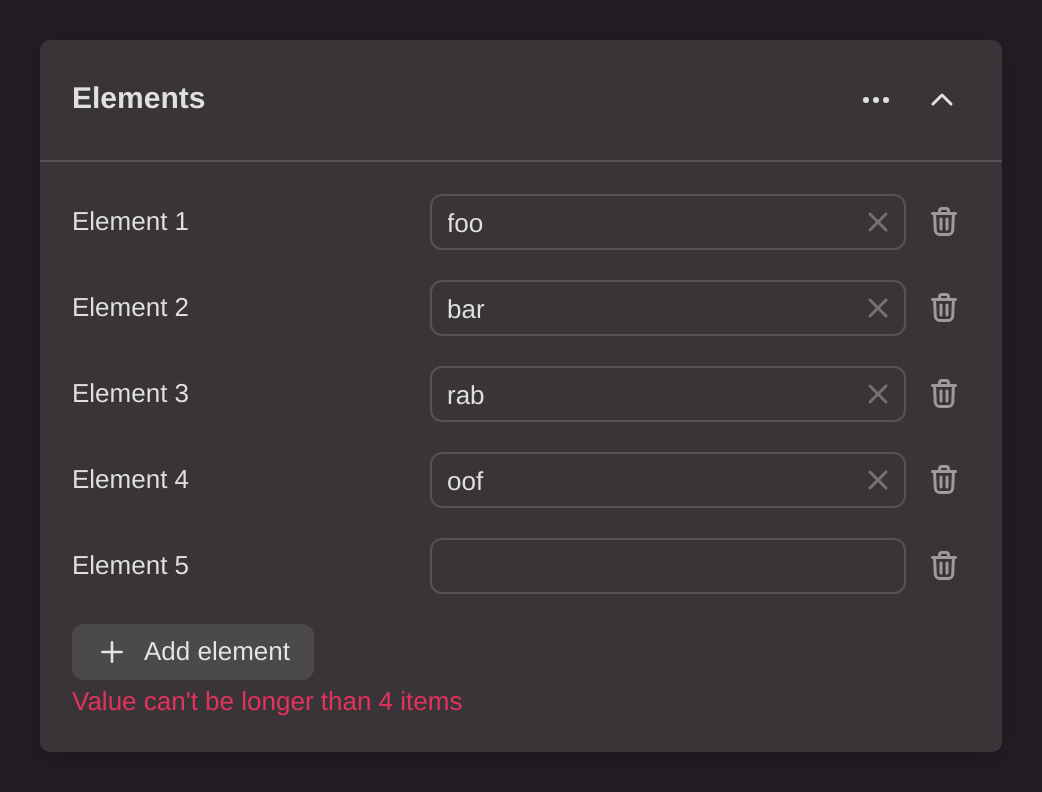 Elements
Element 1
foo
Element 2
bar
Element 3
rab
Element 4
oof
Element 5
Add element
Value can't be longer than 4 items